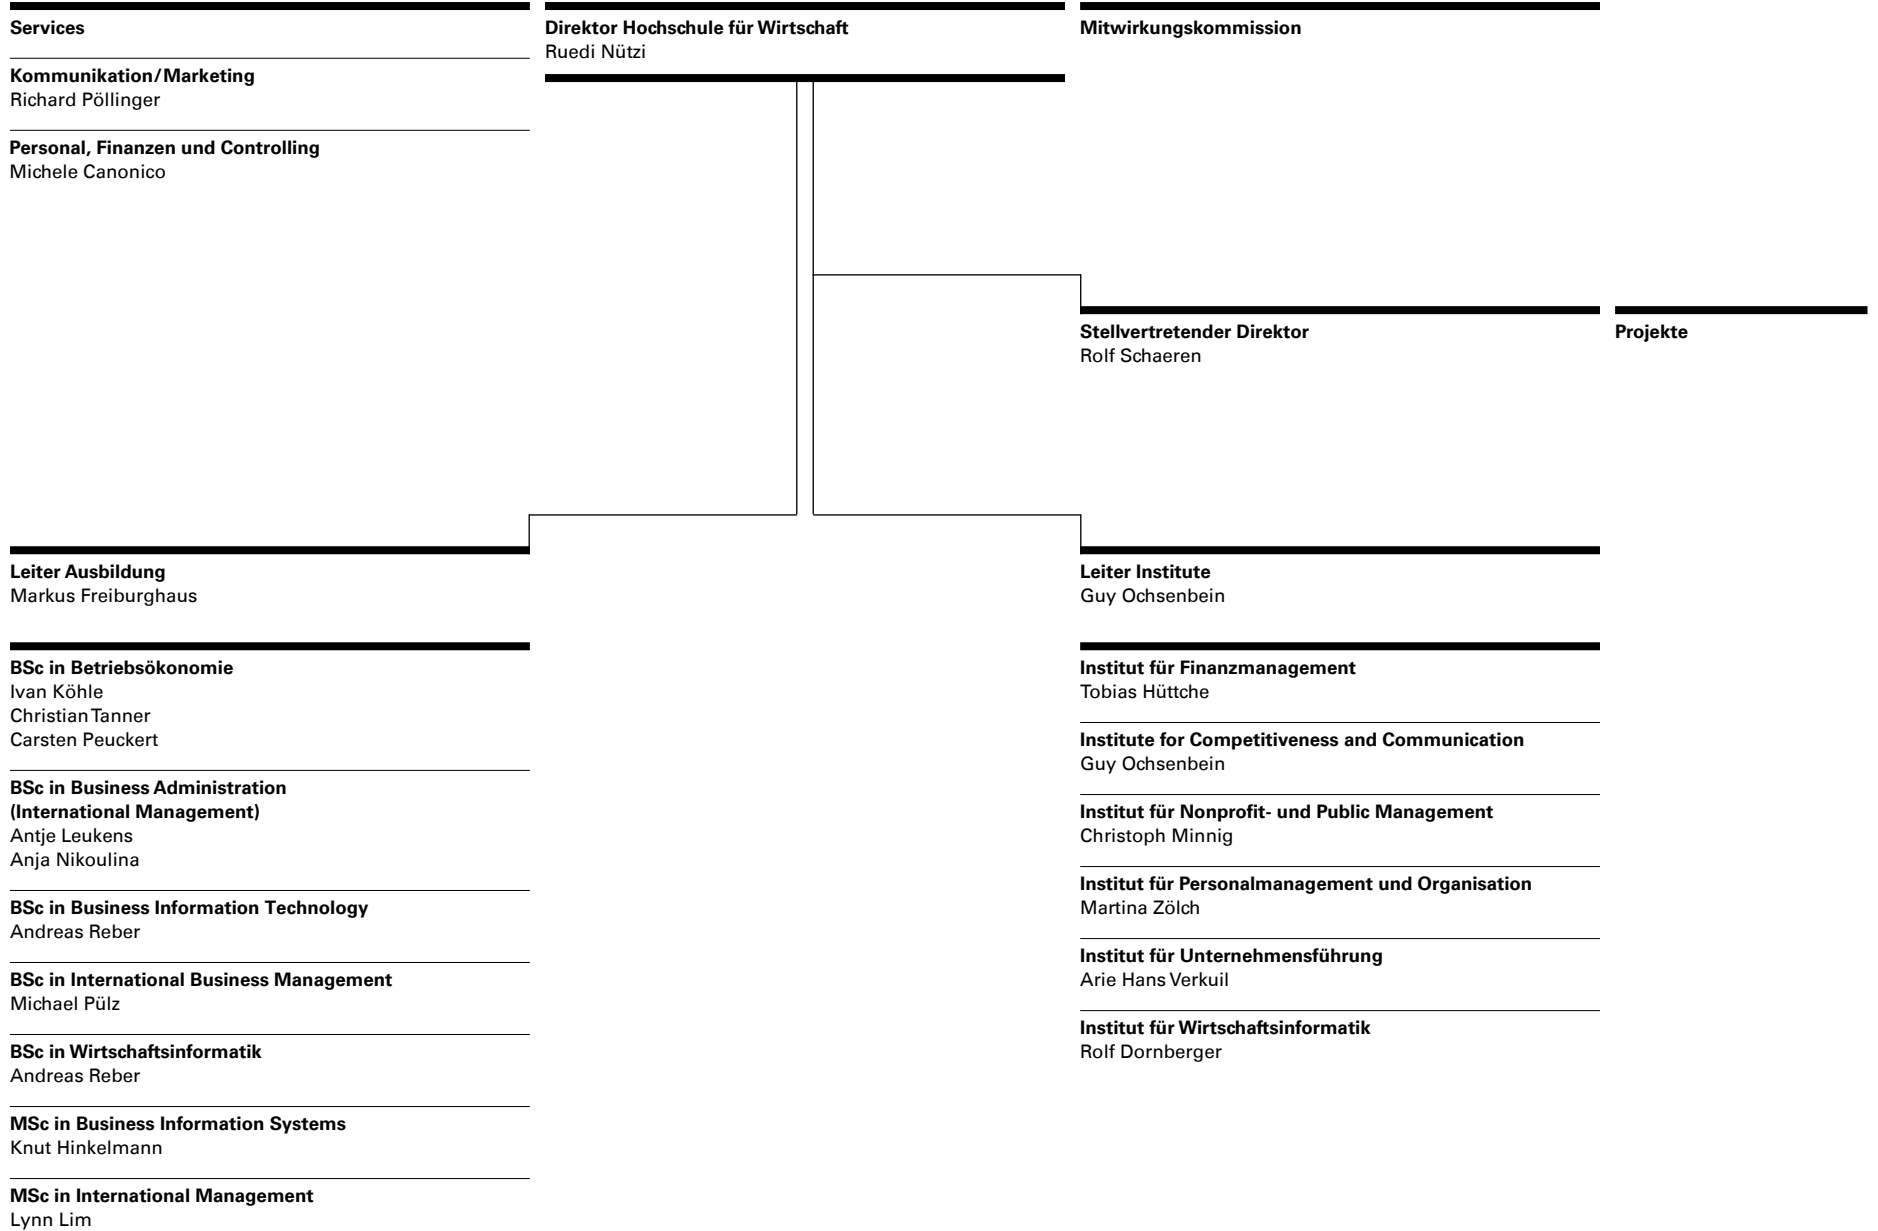 Services
Kommunikation/Marketing
Richard Pöllinger
Personal, Finanzen und Controlling
Michele Canonico
Direktor Hochschule für Wirtschaft
Ruedi Nützi
Mitwirkungskommission
Stellvertretender Direktor
Rolf Schaeren
Projekte
Leiter Ausbildung
Markus Freiburghaus
BSc in Betriebsökonomie
Ivan Köhle
Christian Tanner
Carsten Peuckert
BSc in Business Administration
(International Management)
Antje Leukens
Anja Nikoulina
BSc in Business Information Technology
Andreas Reber
BSc in International Business Management
Michael Pülz
BSc in Wirtschaftsinformatik
Andreas Reber
MSc in Business Information Systems
Knut Hinkelmann
MSc in International Management
Lynn Lim
Leiter Institute
Guy Ochsenbein
Institut für Finanzmanagement
Tobias Hüttche
Institute for Competitiveness and Communication
Guy Ochsenbein
Institut für Nonprofit- und Public Management
Christoph Minnig
Institut für Personalmanagement und Organisation
Martina Zölch
Institut für Unternehmensführung
Arie Hans Verkuil
Institut für Wirtschaftsinformatik
Rolf Dornberger